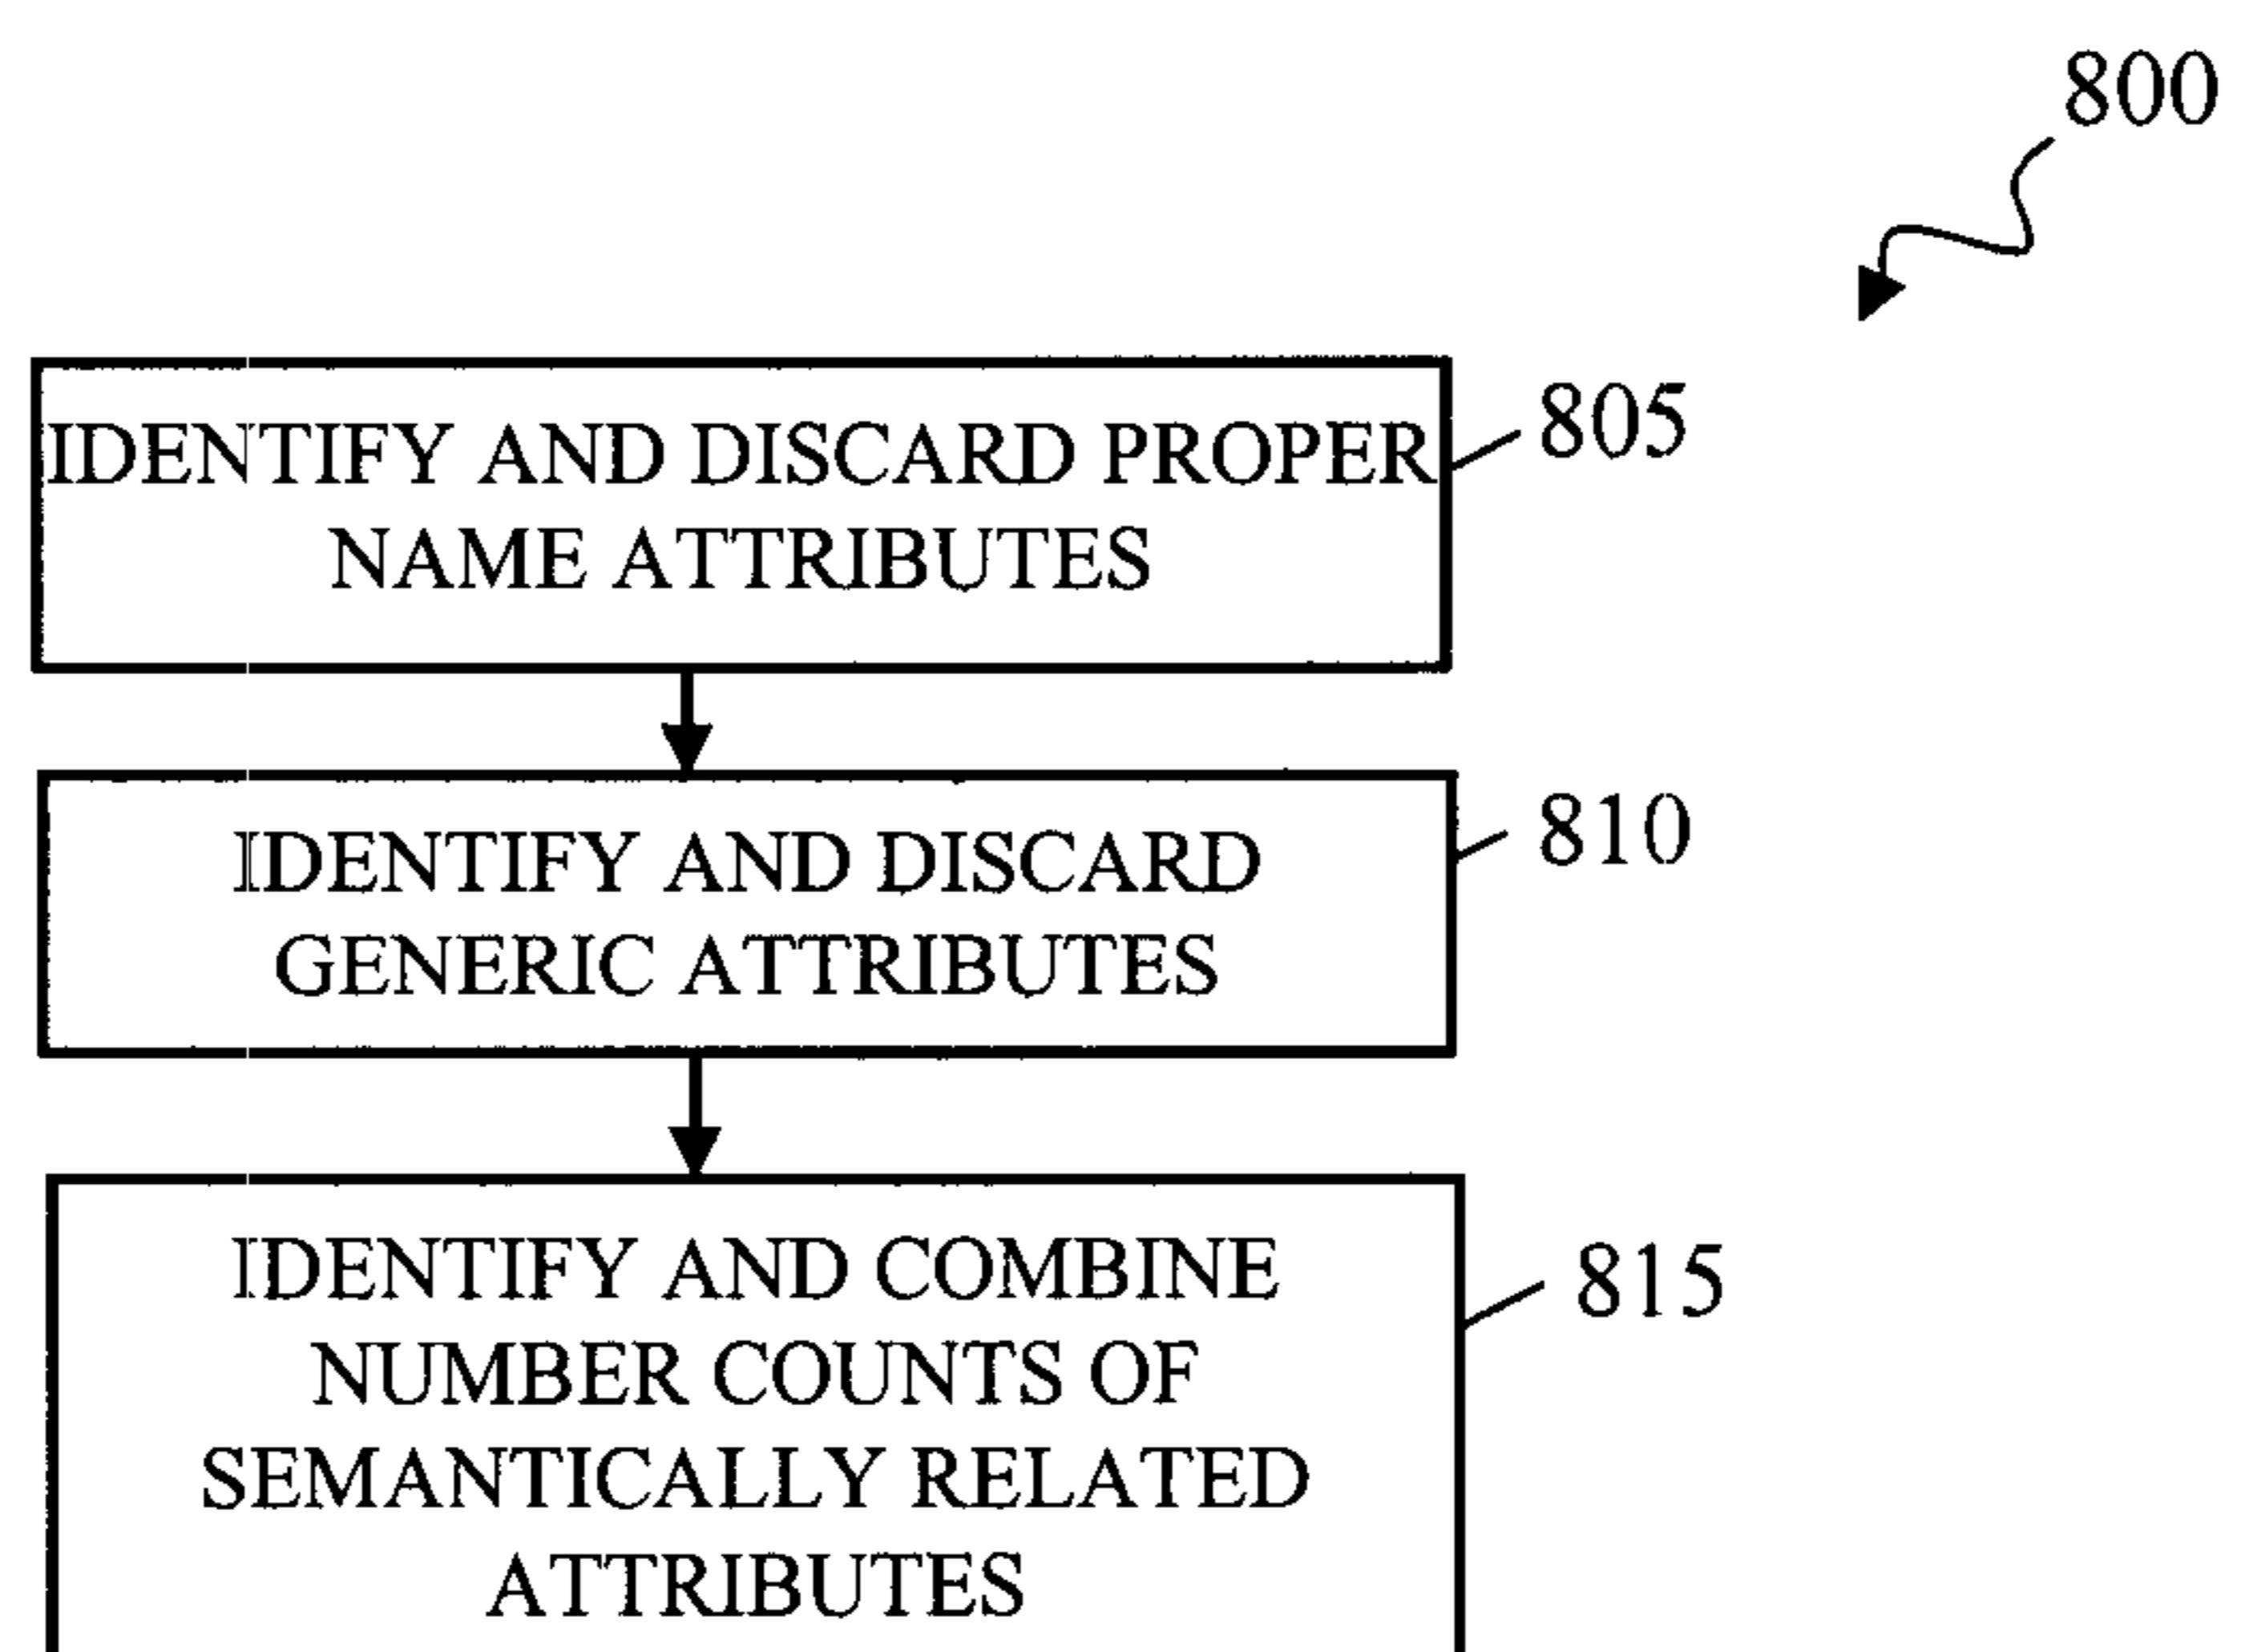 800
IDENTIFY AND DISCARD PROPER
NAME ATTRIBUTES
805
IDENTIFY AND DISCARD
GENERIC ATTRIBUTES
810
IDENTIFY AND COMBINE
NUMBER COUNTS OF
SEMANTICALLY RELATED
ATTRIBUTES
815